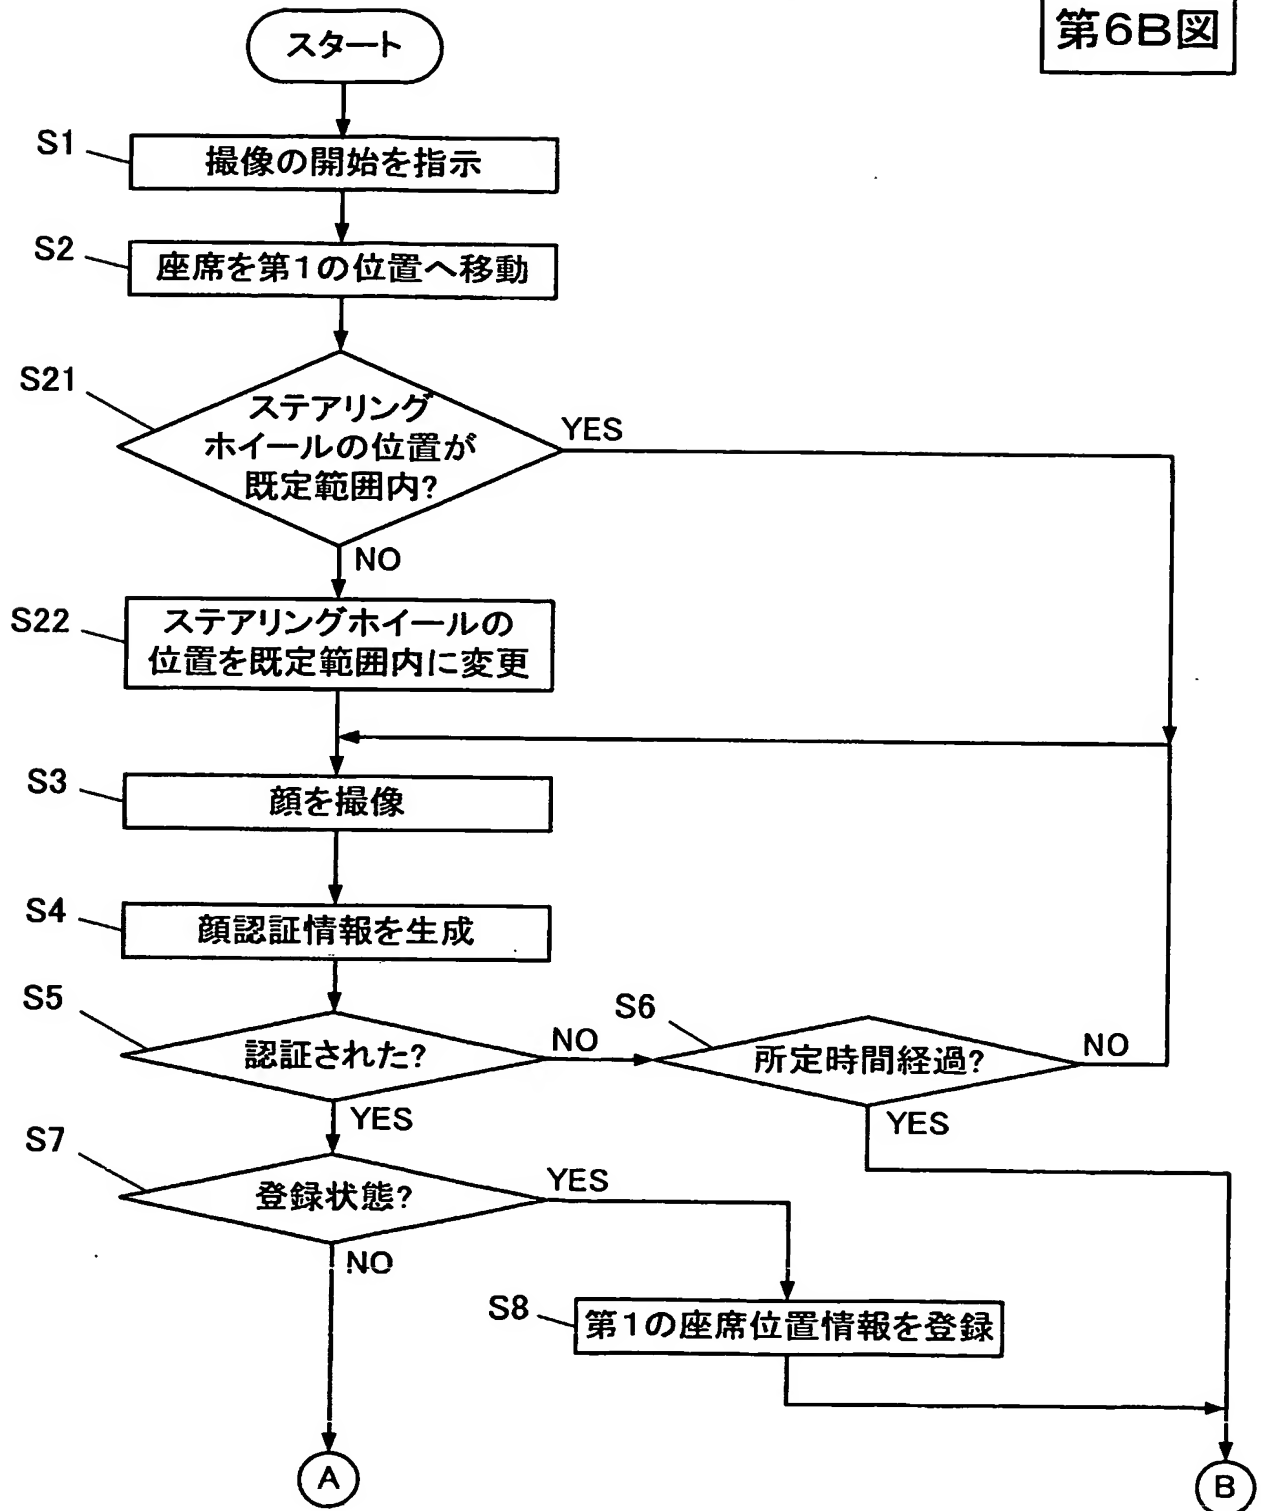 第6B図
スタート
S1
撮像の開始を指示
S2
座席を第1の位置へ移動
S21
ステアリング
ホイールの位置が
既定範囲内?
YES
NO
S22
ステアリングホイールの
位置を既定範囲内に変更
S3
顔を撮像
S4
顔認証情報を生成
S5
認証された?
NO
YES
S6
所定時間経過?
NO
YES
S7
登録状態?
YES
NO
S8
第1の座席位置情報を登録
A
B